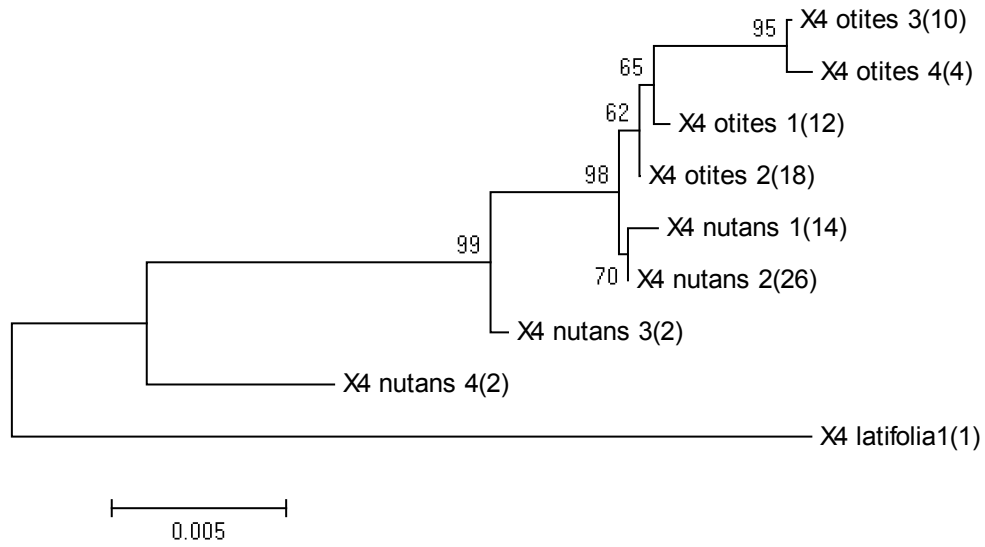 X4 otites 3(10)
95
X4 otites 4(4)
65
X4 otites 1(12)
62
X4 otites 2(18)
98
X4 nutans 1(14)
99
70
X4 nutans 2(26)
X4 nutans 3(2)
X4 nutans 4(2)
X4 latifolia1(1)
0.005